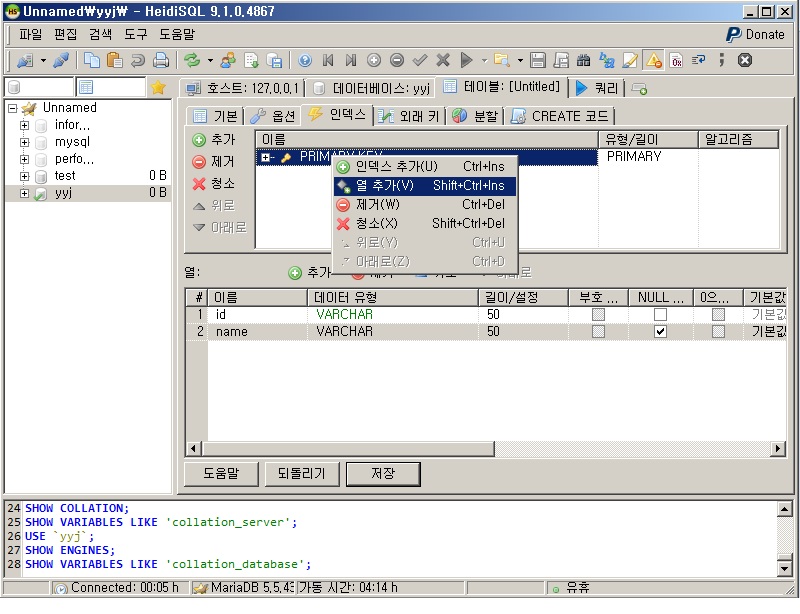 Unnamed₩yyj₩ - HeidiSQL 9.1.0.4867
파일 편집 검색 도구 도움말
Donate
호스트: 127.0.0.1 데이터베이스: yyj 테이블: [Untitled] 쿼리
Unnamed
infor...
mysql
perfo...
test 0 B
yyj 0 B
기본 옵션 인덱스 외래 키 분할 CREATE 코드
추가
제거
청소
위로
아래로
이름 유형/길이 알고리즘
PRIMARY KEY PRIMARY
인덱스 추가(U) Ctrl+Ins
열 추가(V) Shift+Ctrl+Ins
제거(W) Ctrl+Del
청소(X) Shift+Ctrl+Del
위로(Y) Ctrl+U
아래로(Z) Ctrl+D
열: 추가
# 이름 데이터 유형 길이/설정 부호 ... NULL ... 0으... 기본값
1 id VARCHAR 50 기본값
2 name VARCHAR 50 기본값
도움말 되돌리기 저장
24 SHOW COLLATION;
25 SHOW VARIABLES LIKE 'collation_server';
26 USE `yyj`;
27 SHOW ENGINES;
28 SHOW VARIABLES LIKE 'collation_database';
Connected: 00:05 h MariaDB 5.5.43 가동 시간: 04:14 h 유휴